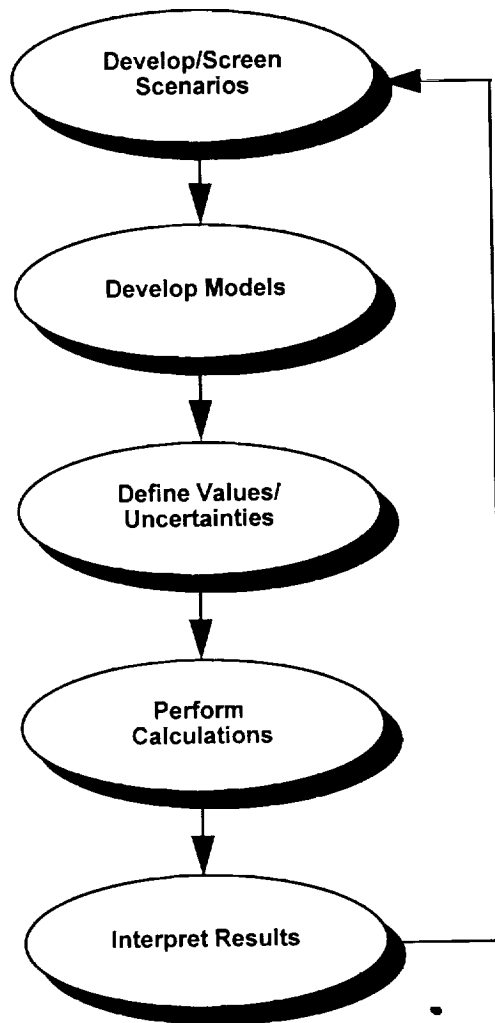 Develop/Screen
Scenarios
Develop Models
Define Values/
Uncertainties
Perform
Calculations
Interpret Results